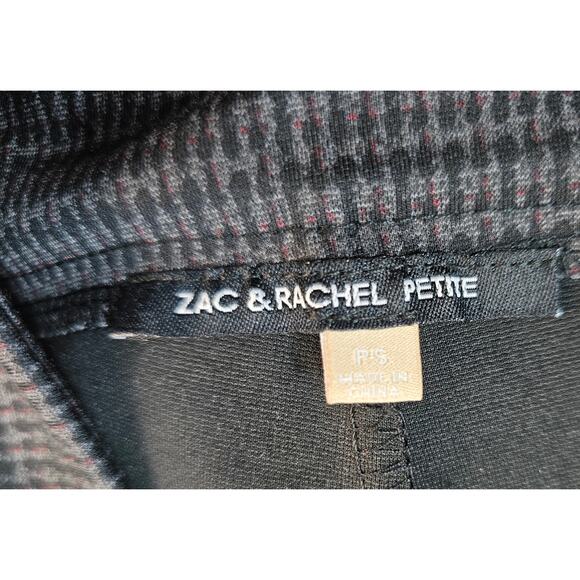 ZAC & RACHEL PETITE
P'S
MADE IN
CHINA